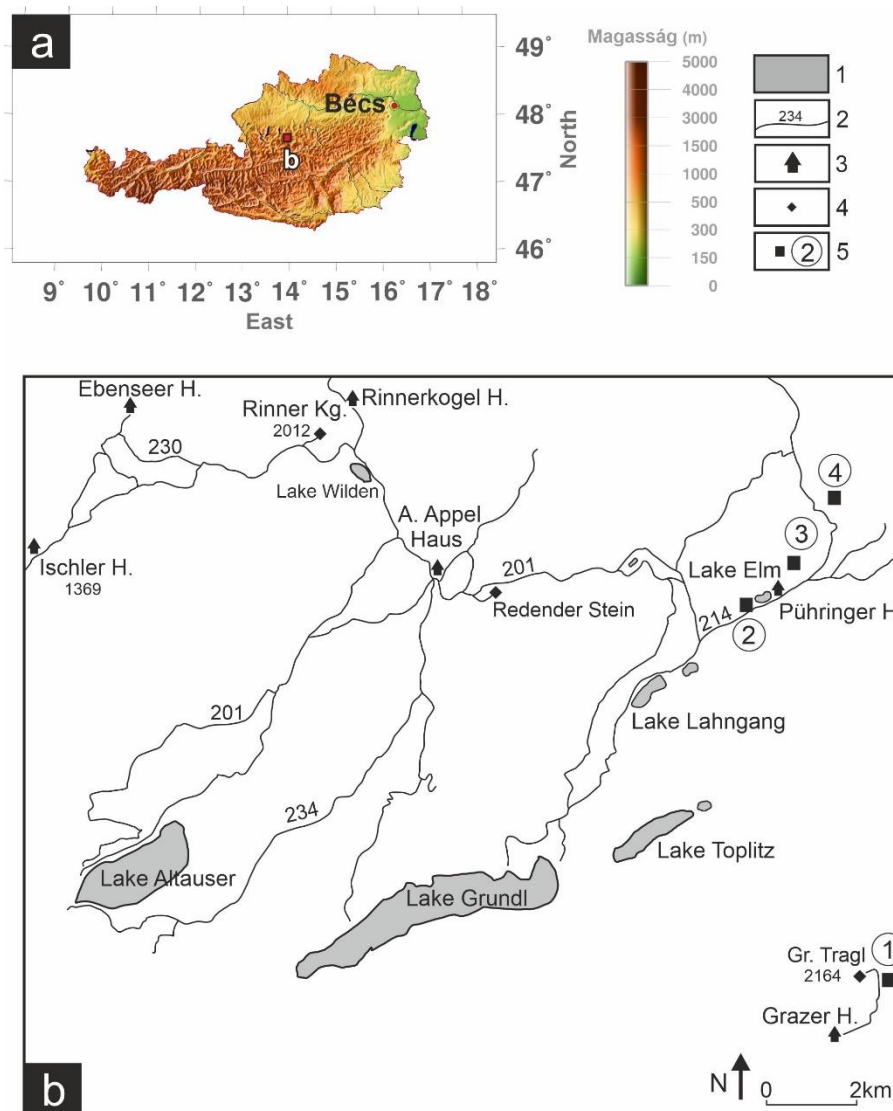 a
Bécs
b
49°
48°
47°
46°
North
9° 10° 11° 12° 13° 14° 15° 16° 17° 18°
East
Magasság (m)
5000
4000
3000
1500
1000
500
300
150
0
1
234
2
3
4
2
5
Ebenseer H.
Rinner Kg.
2012
Rinnerkogel H.
230
Lake Wilden
A. Appel
Haus
Ischler H.
1369
201
Redender Stein
4
3
Lake Elm
214
2
Pühringer H
Lake Lahngang
201
234
Lake Toplitz
Lake Altauser
Lake Grundl
Gr. Tragl
2164
1
Grazer H.
b
N
0 2km